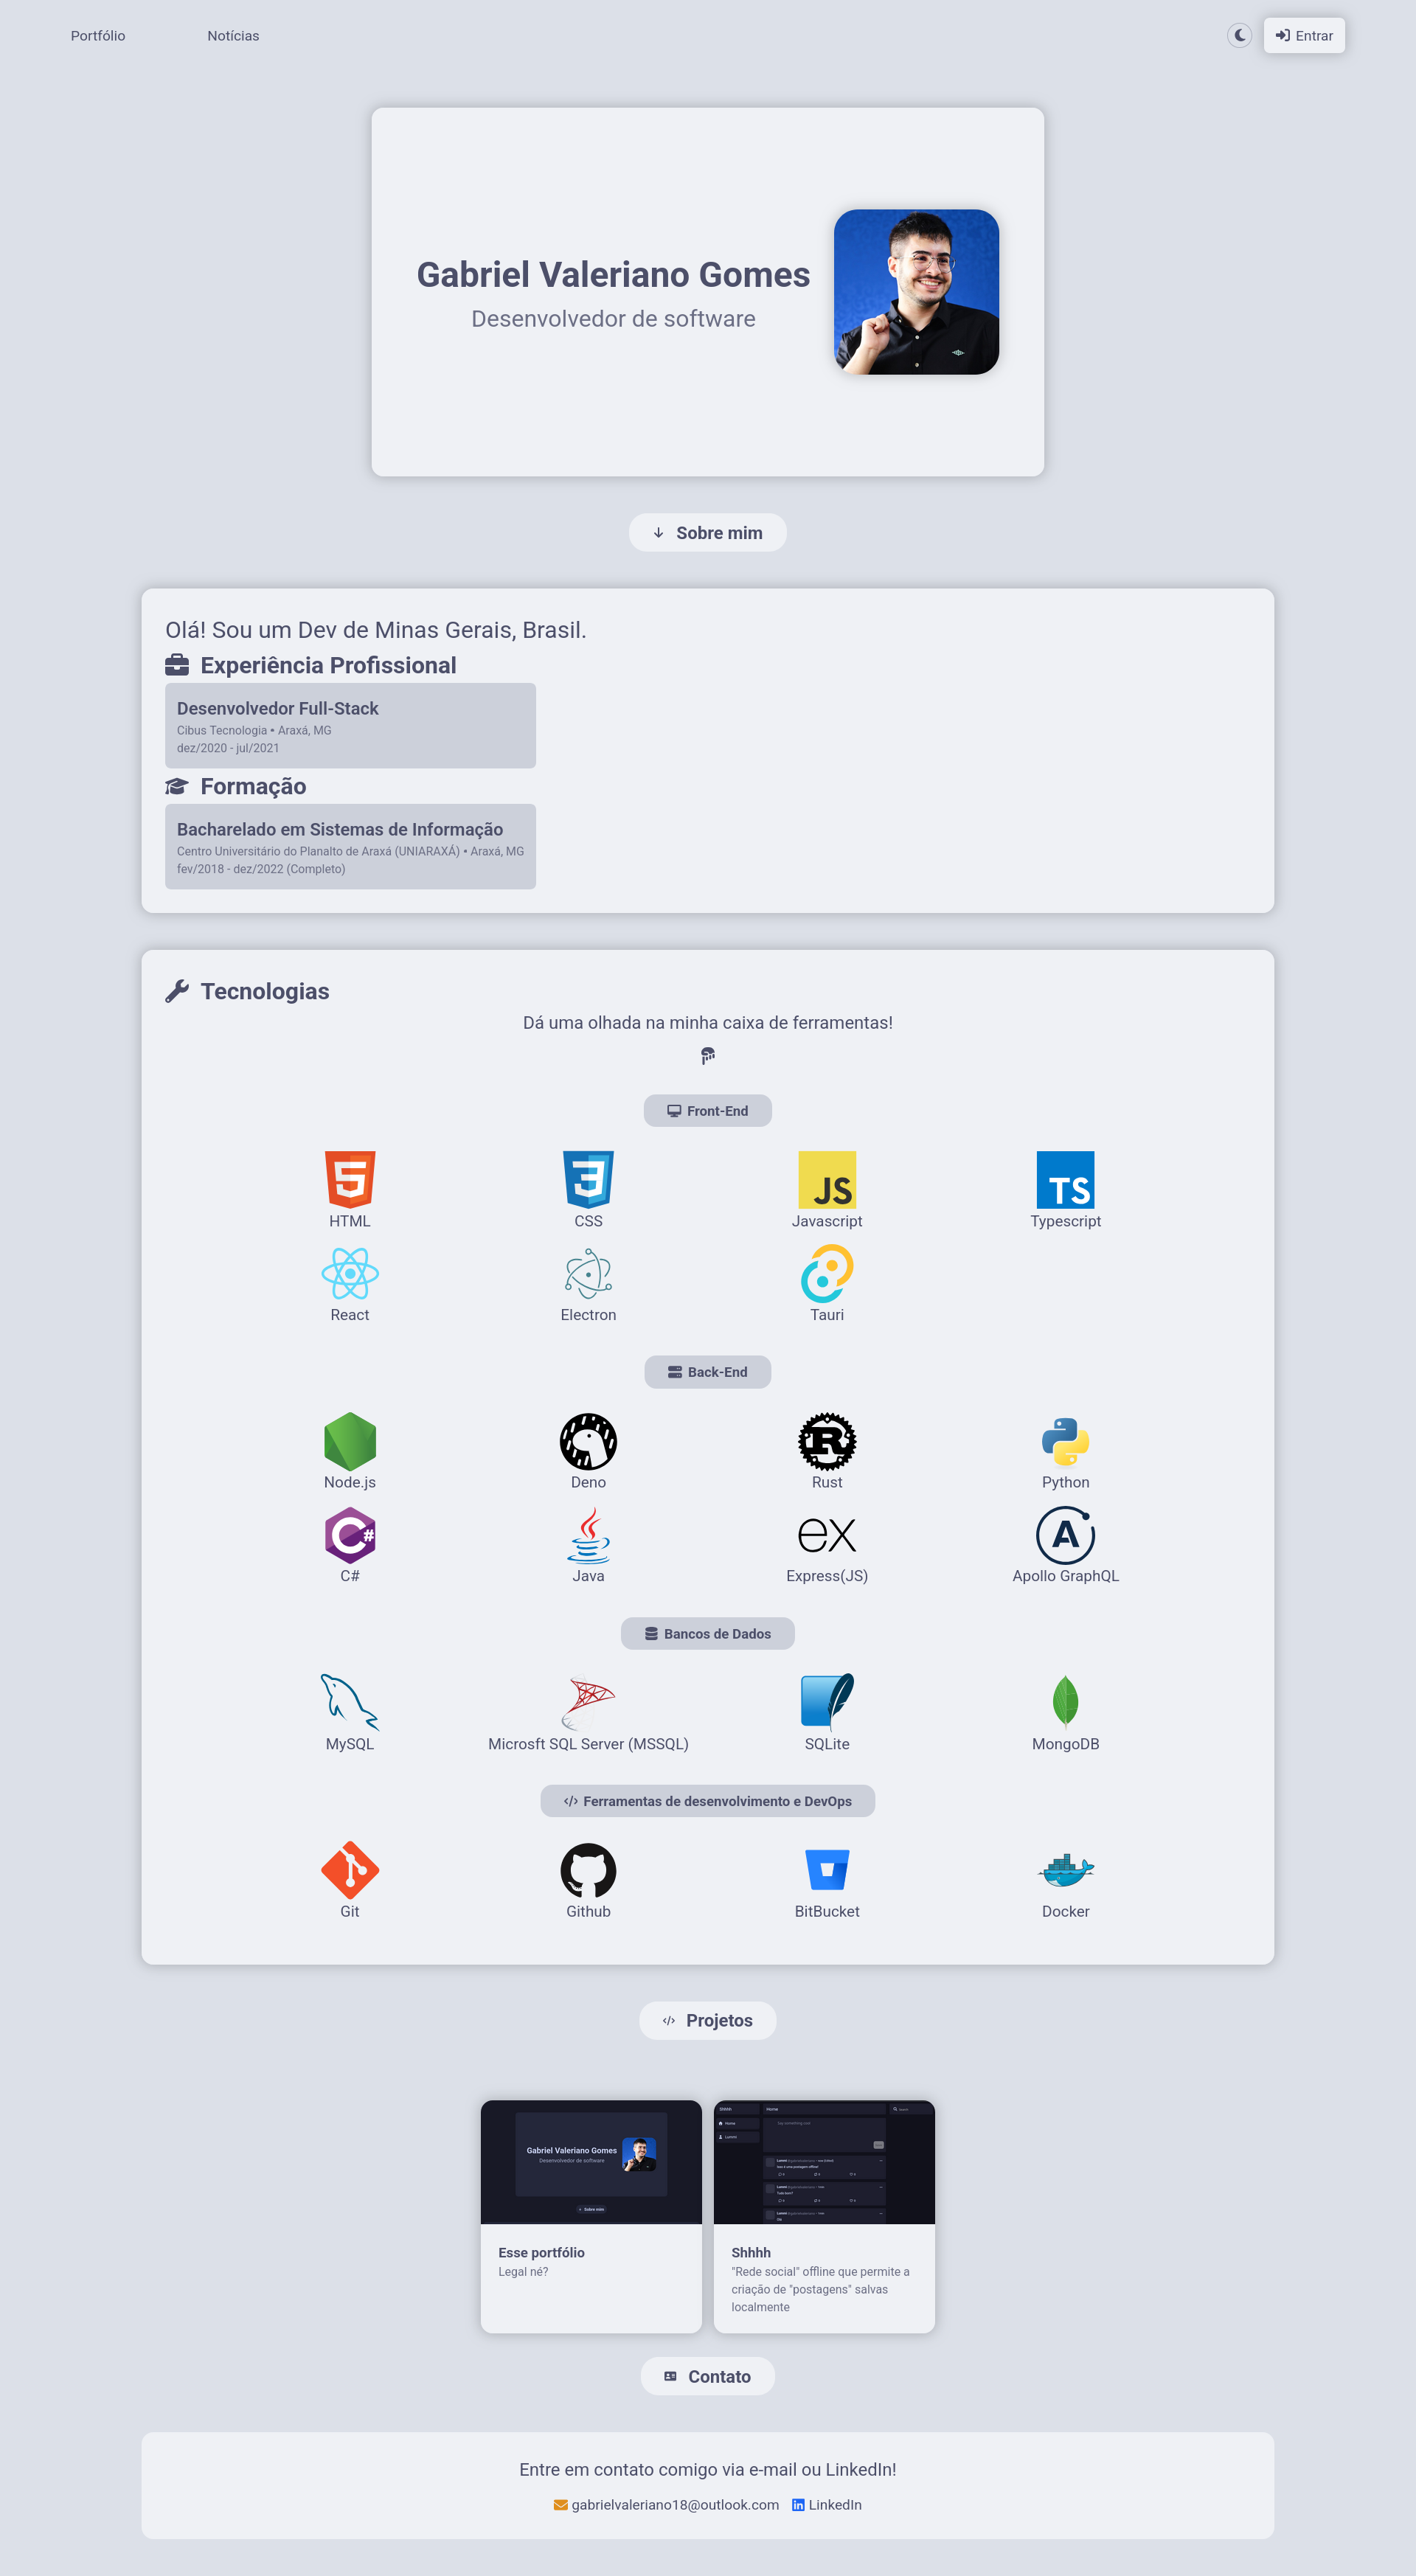 Portfólio
Notícias
Entrar
Gabriel Valeriano Gomes
Desenvolvedor de software
Sobre mim
Olá! Sou um Dev de Minas Gerais, Brasil.
Experiência Profissional
Desenvolvedor Full-Stack
Cibus Tecnologia • Araxá, MG
dez/2020 - jul/2021
Formação
Bacharelado em Sistemas de Informação
Centro Universitário do Planalto de Araxá (UNIARAXÁ) • Araxá, MG
fev/2018 - dez/2022 (Completo)
Tecnologias
Dá uma olhada na minha caixa de ferramentas!
Front-End
JS
TS
HTML
CSS
Javascript
Typescript
React
Electron
Tauri
Back-End
Node.js
Deno
Rust
Python
C#
Java
Express(JS)
Apollo GraphQL
Bancos de Dados
MySQL
Microsft SQL Server (MSSQL)
SQLite
MongoDB
Ferramentas de desenvolvimento e DevOps
Git
Github
BitBucket
Docker
Projetos
Gabriel Valeriano Gomes
Desenvolvedor de software
Sobre mim
Shhhh
Home
Home
Esse portfólio
Legal né?
Shhhh
"Rede social" offline que permite a
criação de "postagens" salvas
localmente
Contato
Entre em contato comigo via e-mail ou LinkedIn!
gabrielvaleriano18@outlook.com
LinkedIn